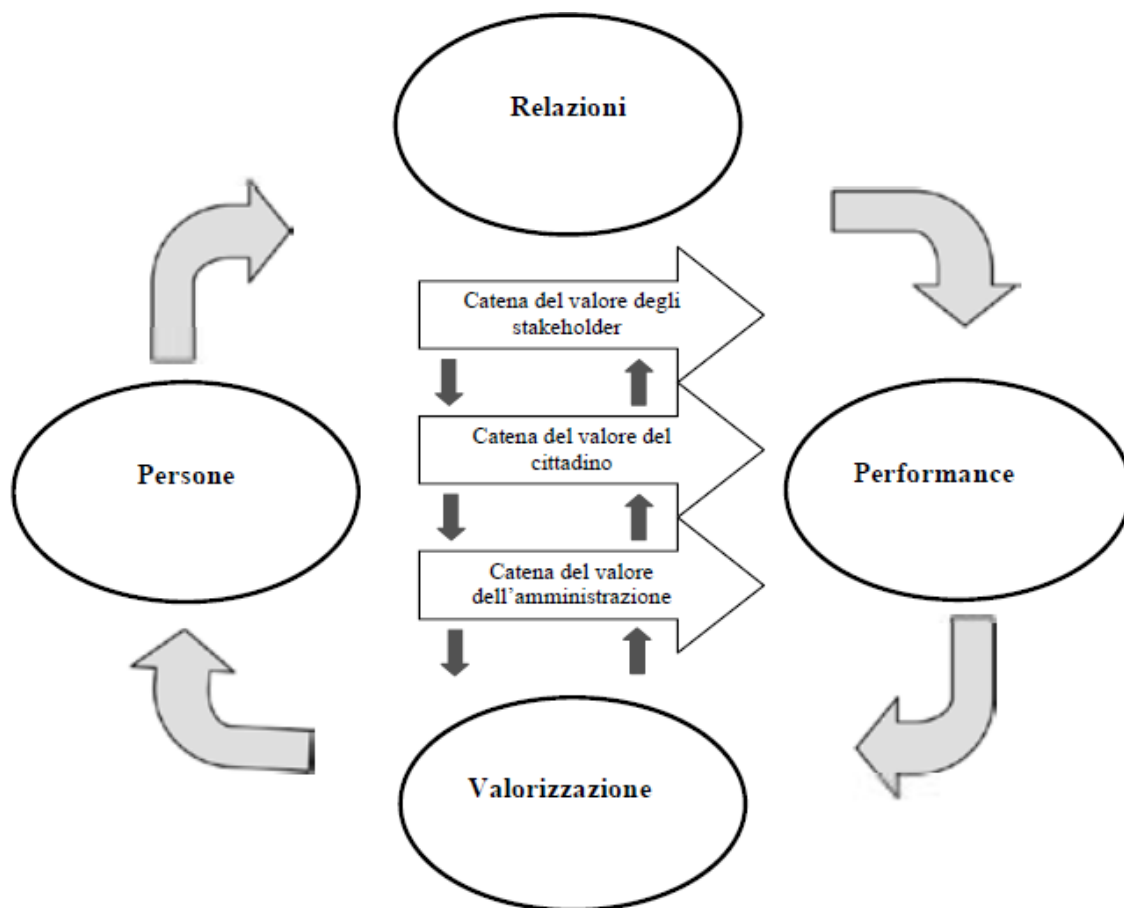 Relazioni
Catena del valore degli
stakeholder
Catena del valore del
cittadino
Persone
Performance
Catena del valore
dell’amministrazione
Valorizzazione